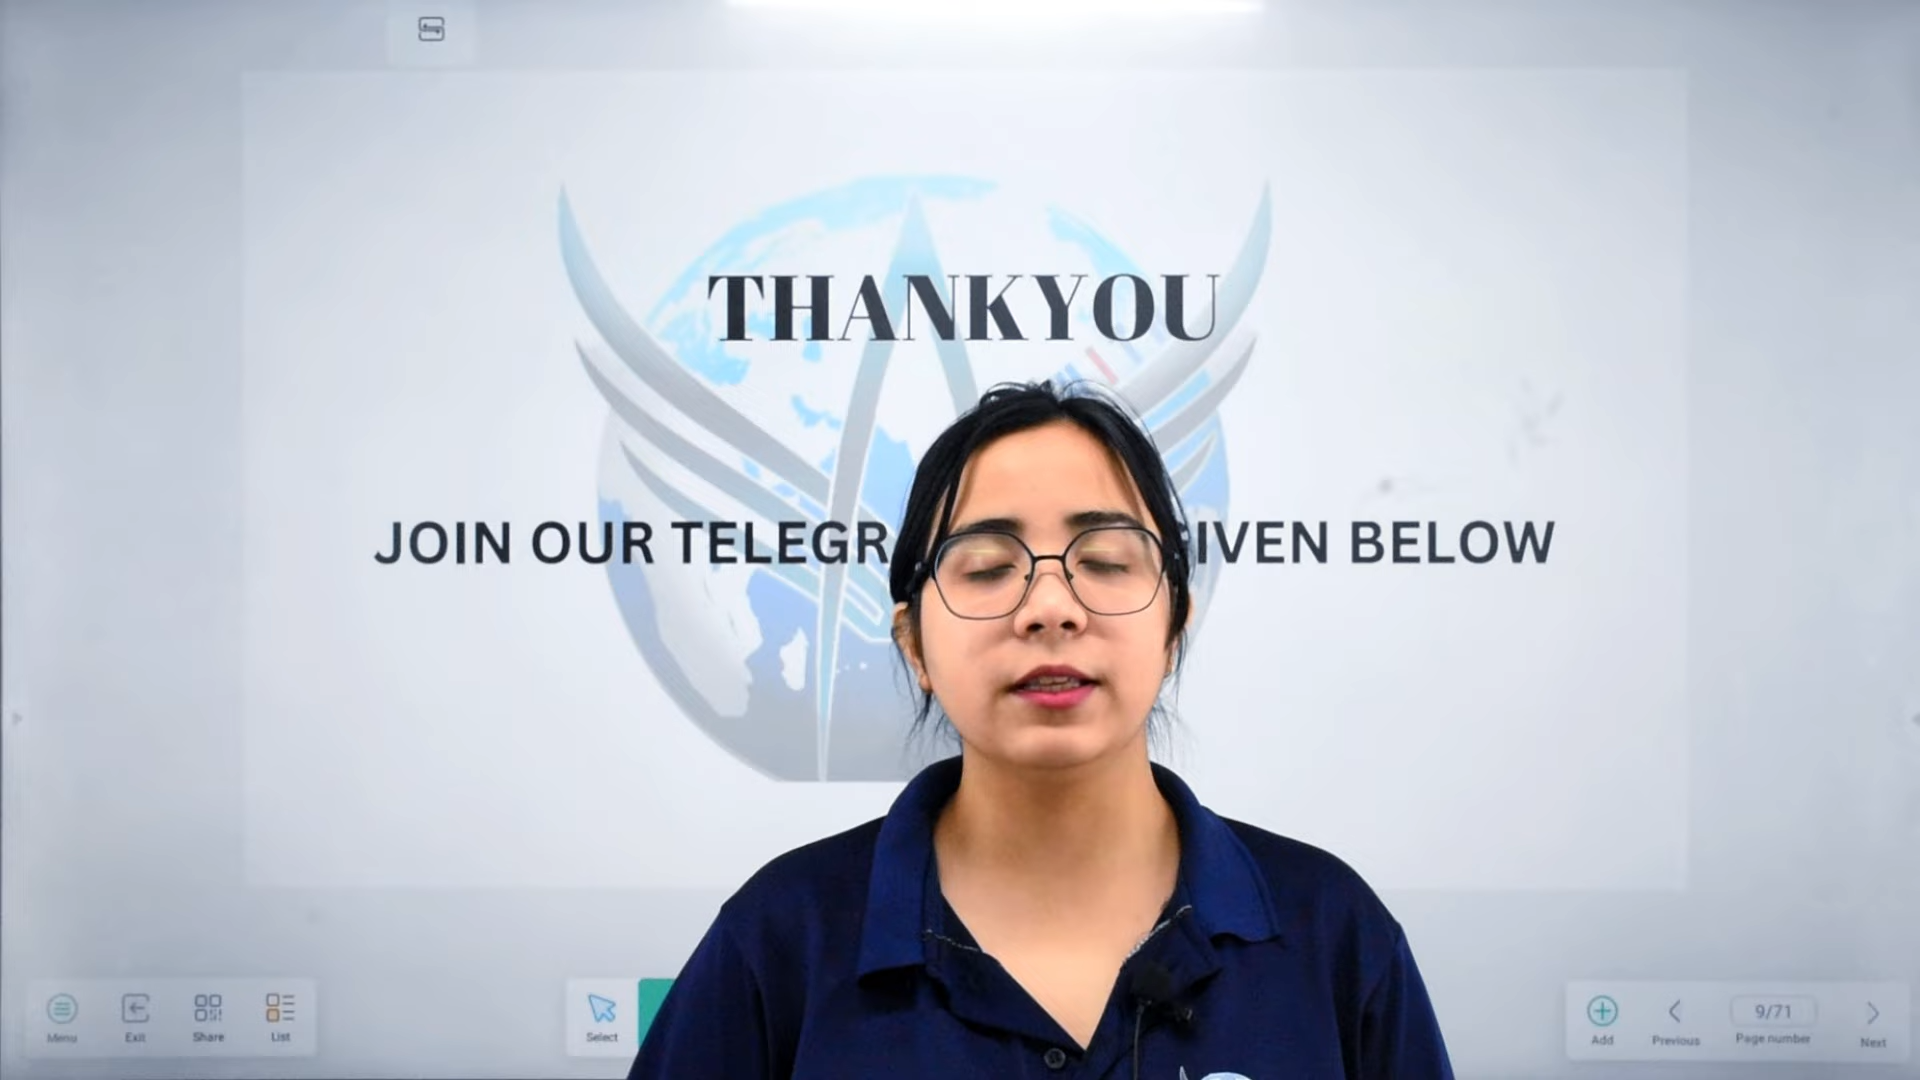 THANKYOU
JOIN OUR TELEGR IVEN BELOW
Menu Exit Share List Select Add Previous 9/71 Page number Next